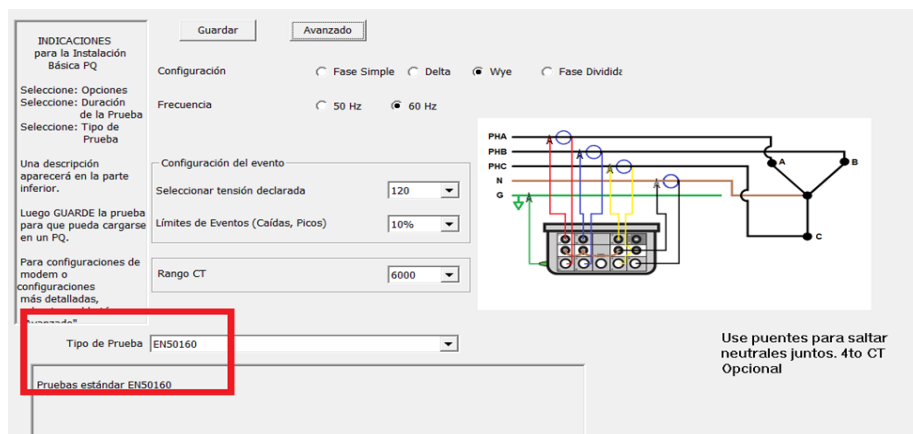 INDICACIONES
para la Instalación
Básica PQ
Seleccione: Opciones
Seleccione: Duración
de la Prueba
Seleccione: Tipo de
Prueba
Una descripción
aparecerá en la parte
inferior.
Luego GUARDE la prueba
para que pueda cargarse
en un PQ.
Para configuraciones de
modem o
configuraciones
más detalladas,
Guardar
Avanzado
Configuración
Fase Simple
Delta
Wye
Fase Dividida
Frecuencia
50 Hz
60 Hz
Configuración del evento
Seleccionar tensión declarada
120
Límites de Eventos (Caídas, Picos)
10%
Rango CT
6000
PHA
PHB
PHC
N
G
A
A
A
A
A
A
B
C
Tipo de Prueba
EN50160
Pruebas estándar EN50160
Use puentes para saltar
neutrales juntos. 4to CT
Opcional